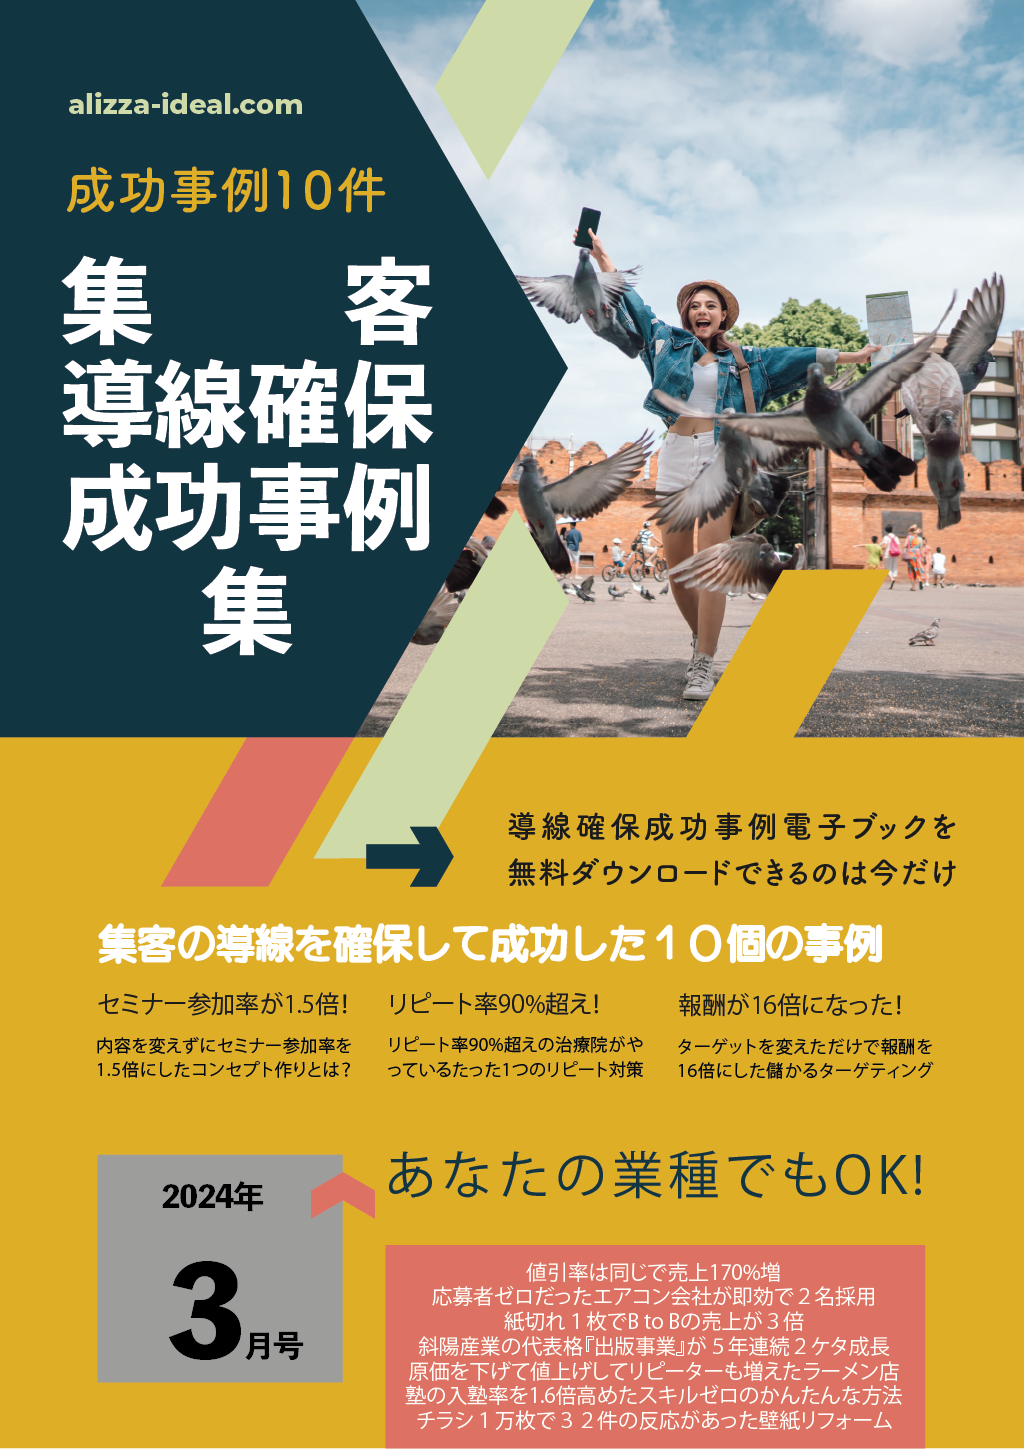 alizza-ideal.com
成功事例10件
集客
導線確保
成功事例
集
導線確保成功事例電子ブックを
無料ダウンロードできるのは今だけ
集客の導線を確保して成功した１０個の事例
セミナー参加率が1.5倍！
内容を変えずにセミナー参加率を
1.5倍にしたコンセプト作りとは？
リピート率90%超え！
リピート率90%超えの治療院がや
っているたった1つのリピート対策
報酬が16倍になった！
ターゲットを変えただけで報酬を
16倍にした儲かるターゲティング
2024年
3月号
あなたの業種でもOK!
値引率は同じで売上170%増
応募者ゼロだったエアコン会社が即効で２名採用
紙切れ１枚でB to Bの売上が３倍
斜陽産業の代表格『出版事業』が５年連続２ケタ成長
原価を下げて値上げしてリピーターも増えたラーメン店
塾の入塾率を1.6倍高めたスキルゼロのかんたんな方法
チラシ１万枚で３２件の反応があった壁紙リフォーム